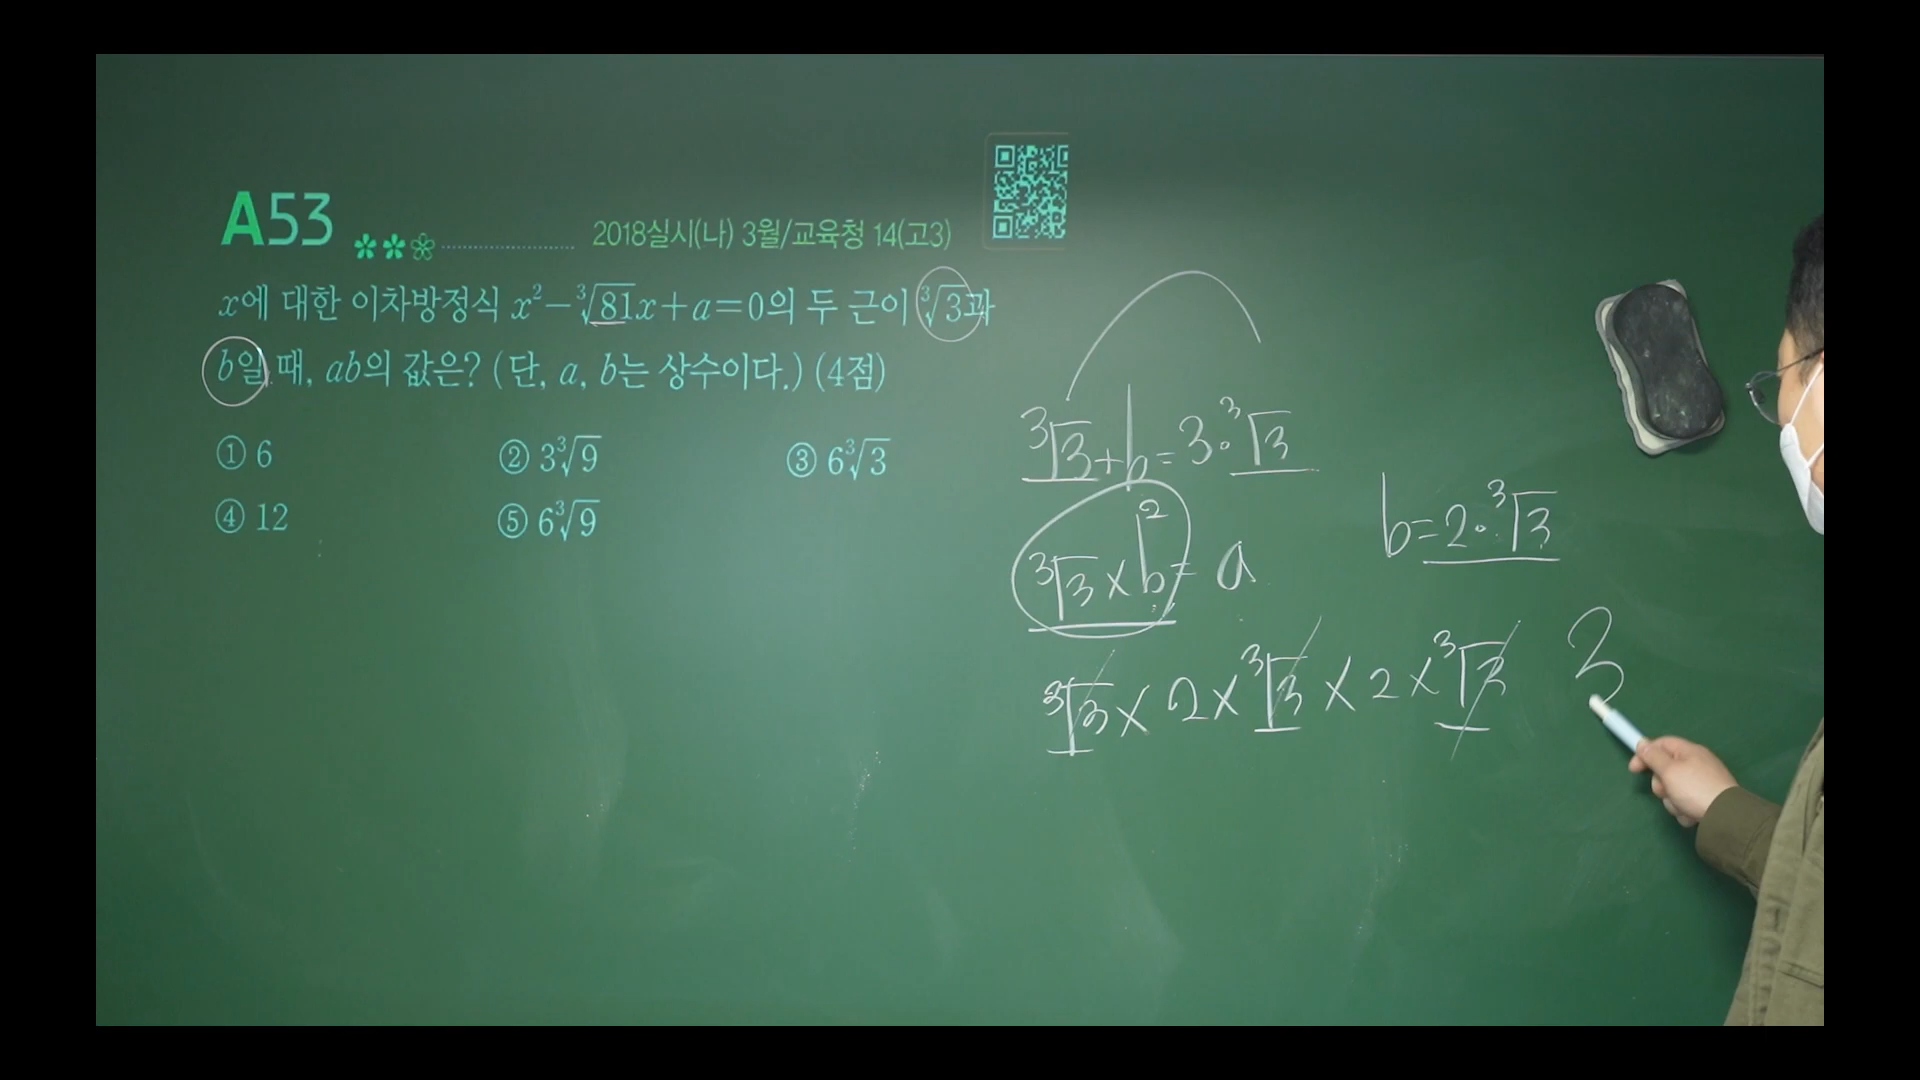 A53
2018실시(나) 3월/교육청 14(고3)
x에 대한 이차방정식 x²-∛81x+a=0의 두 근이 ∛3과
b일 때, ab의 값은? (단, a, b는 상수이다.) (4점)
① 6 ② 3∛9 ③ 6∛3
④ 12 ⑤ 6∛9
∛3+b=3·∛3
b=2·∛3
∛3×b²=a
∛3×2×∛3×2×∛3 3